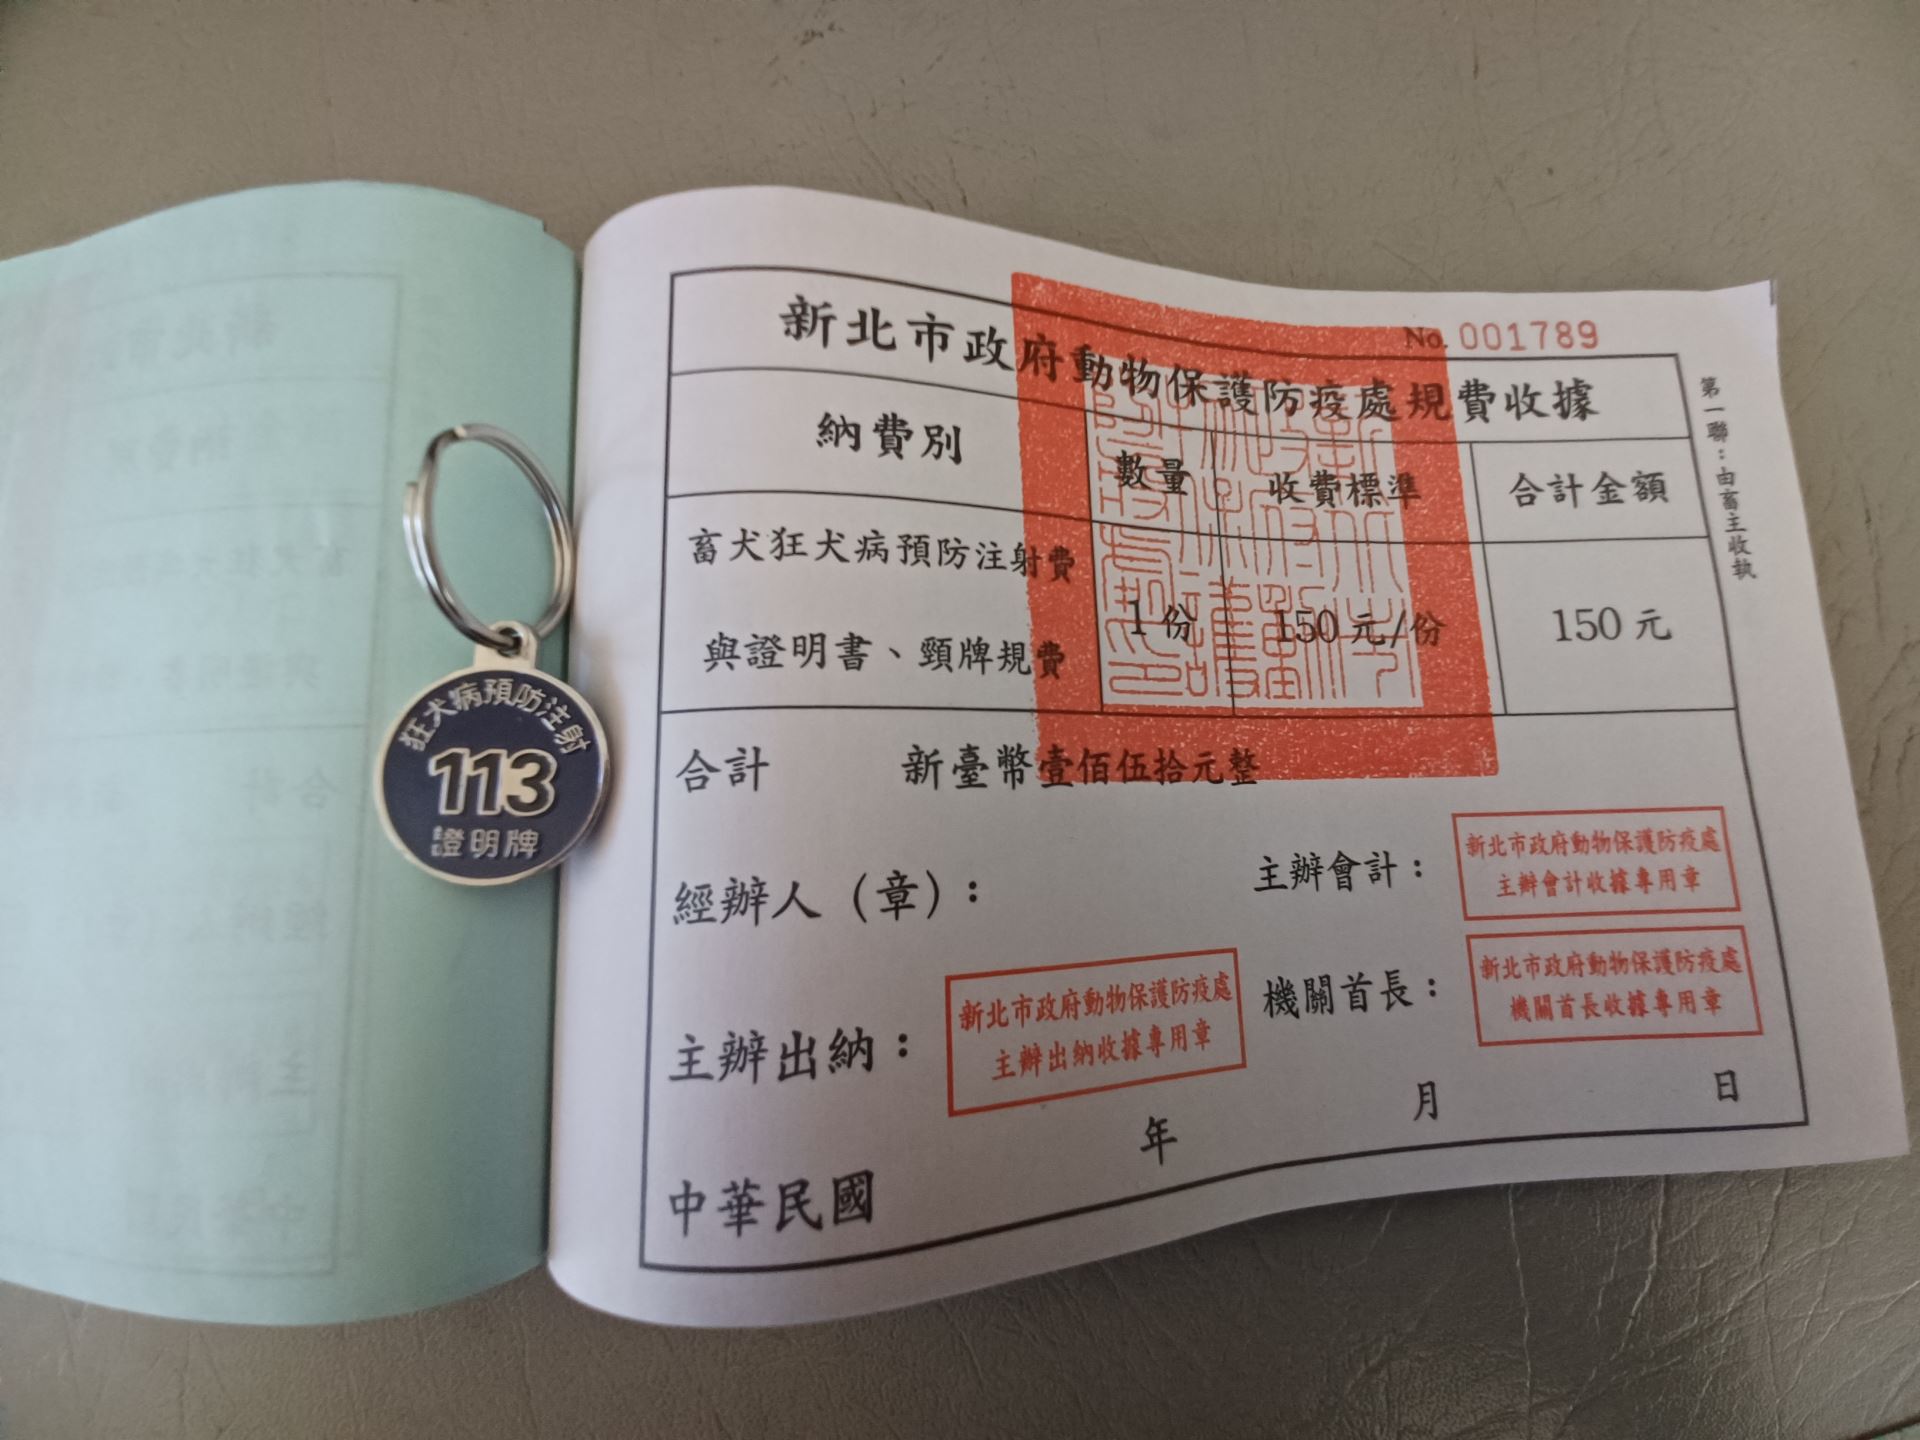 No. 001789
新北市政府動物保護防疫處規費收據
納費別
數量
收費標準
合計金額
畜犬狂犬病預防注射費
與證明書、頸牌規費
1份
150元/份
150元
合計 新臺幣壹佰伍拾元整
經辦人（章）：
主辦會計：
新北市政府動物保護防疫處
主辦會計收據專用章
主辦出納：
新北市政府動物保護防疫處
主辦出納收據專用章
機關首長：
新北市政府動物保護防疫處
機關首長收據專用章
中華民國 年 月 日
第一聯：由畜主收執
狂犬病預防注射
113
證明牌